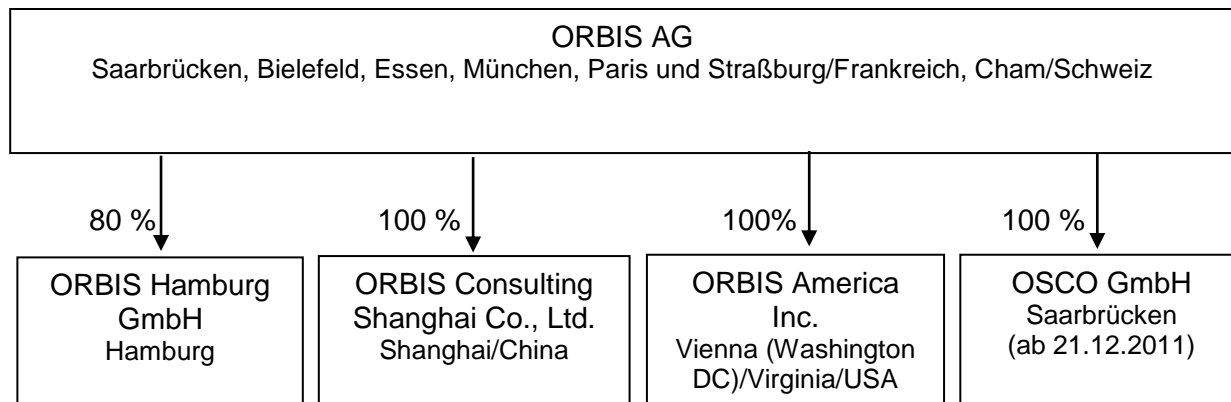 ORBIS AG
Saarbrücken, Bielefeld, Essen, München, Paris und Straßburg/Frankreich, Cham/Schweiz
80 %
100 %
100%
100 %
ORBIS Hamburg
GmbH
Hamburg
ORBIS Consulting
Shanghai Co., Ltd.
Shanghai/China
ORBIS America
Inc.
Vienna (Washington
DC)/Virginia/USA
OSCO GmbH
Saarbrücken
(ab 21.12.2011)